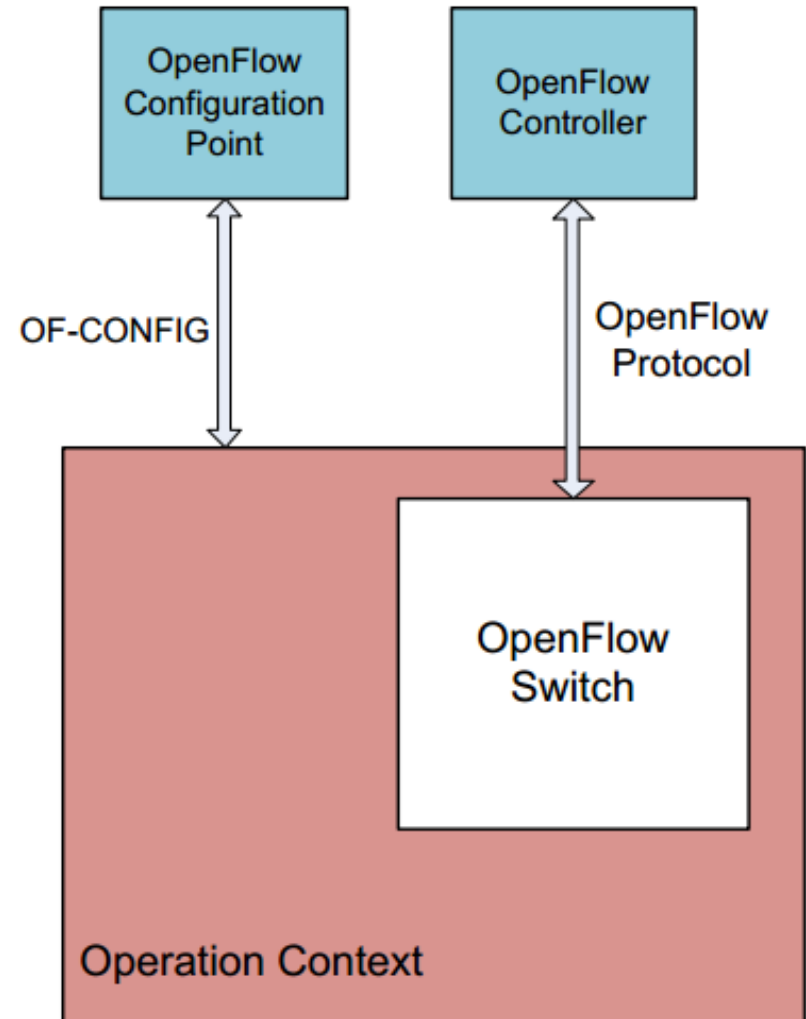 OpenFlow
Configuration
Point
OpenFlow
Controller
OF-CONFIG
OpenFlow
Protocol
OpenFlow
Switch
Operation Context